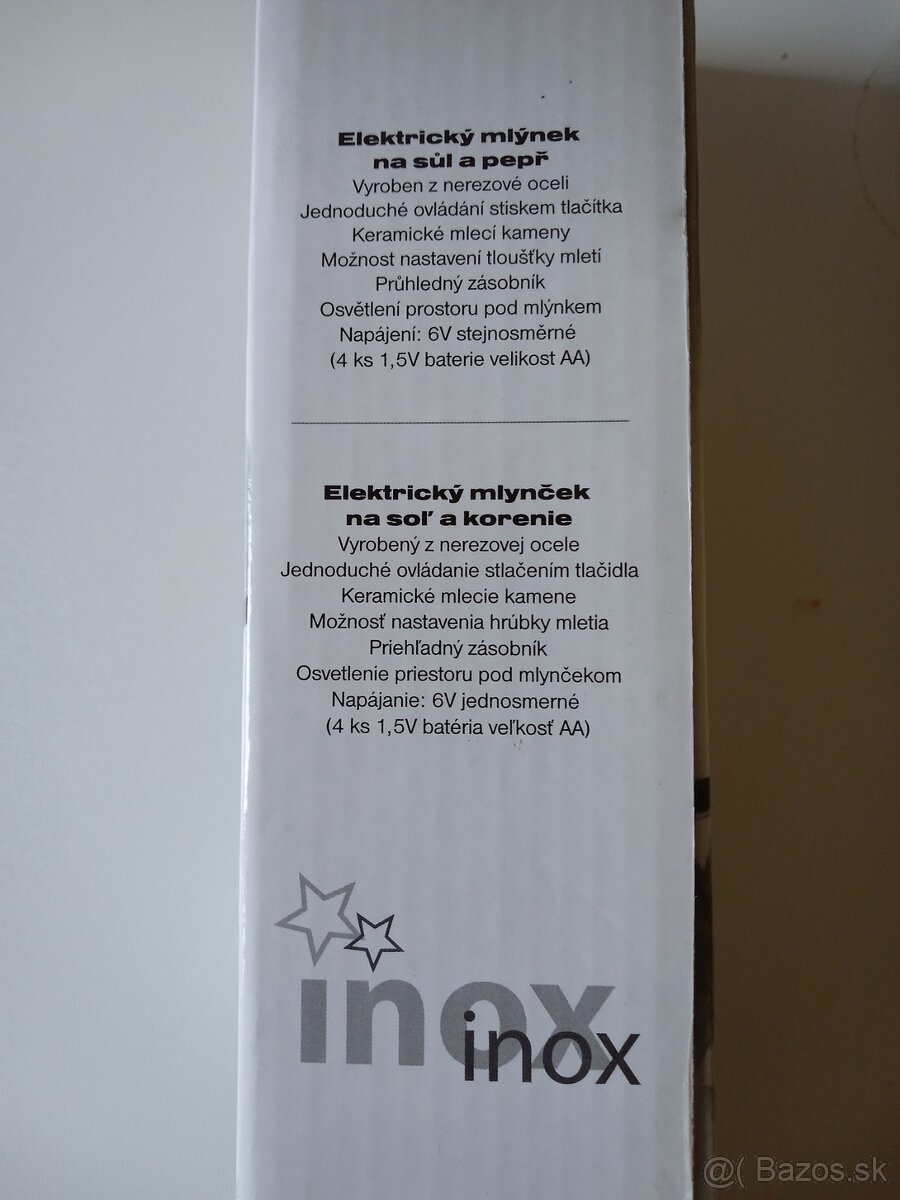 Elektrický mlýnek
na sůl a pepř
Vyroben z nerezové oceli
Jednoduché ovládání stiskem tlačítka
Keramické mlecí kameny
Možnost nastavení tloušťky mletí
Průhledný zásobník
Osvětlení prostoru pod mlýnkem
Napájení: 6V stejnosměrné
(4 ks 1,5V baterie velikost AA)
Elektrický mlynček
na soľ a korenie
Vyrobený z nerezovej ocele
Jednoduché ovládanie stlačením tlačidla
Keramické mlecie kamene
Možnosť nastavenia hrúbky mletia
Priehľadný zásobník
Osvetlenie priestoru pod mlynčekom
Napájanie: 6V jednosmerné
(4 ks 1,5V batéria veľkosť AA)
inox
inox
@( Bazos.sk